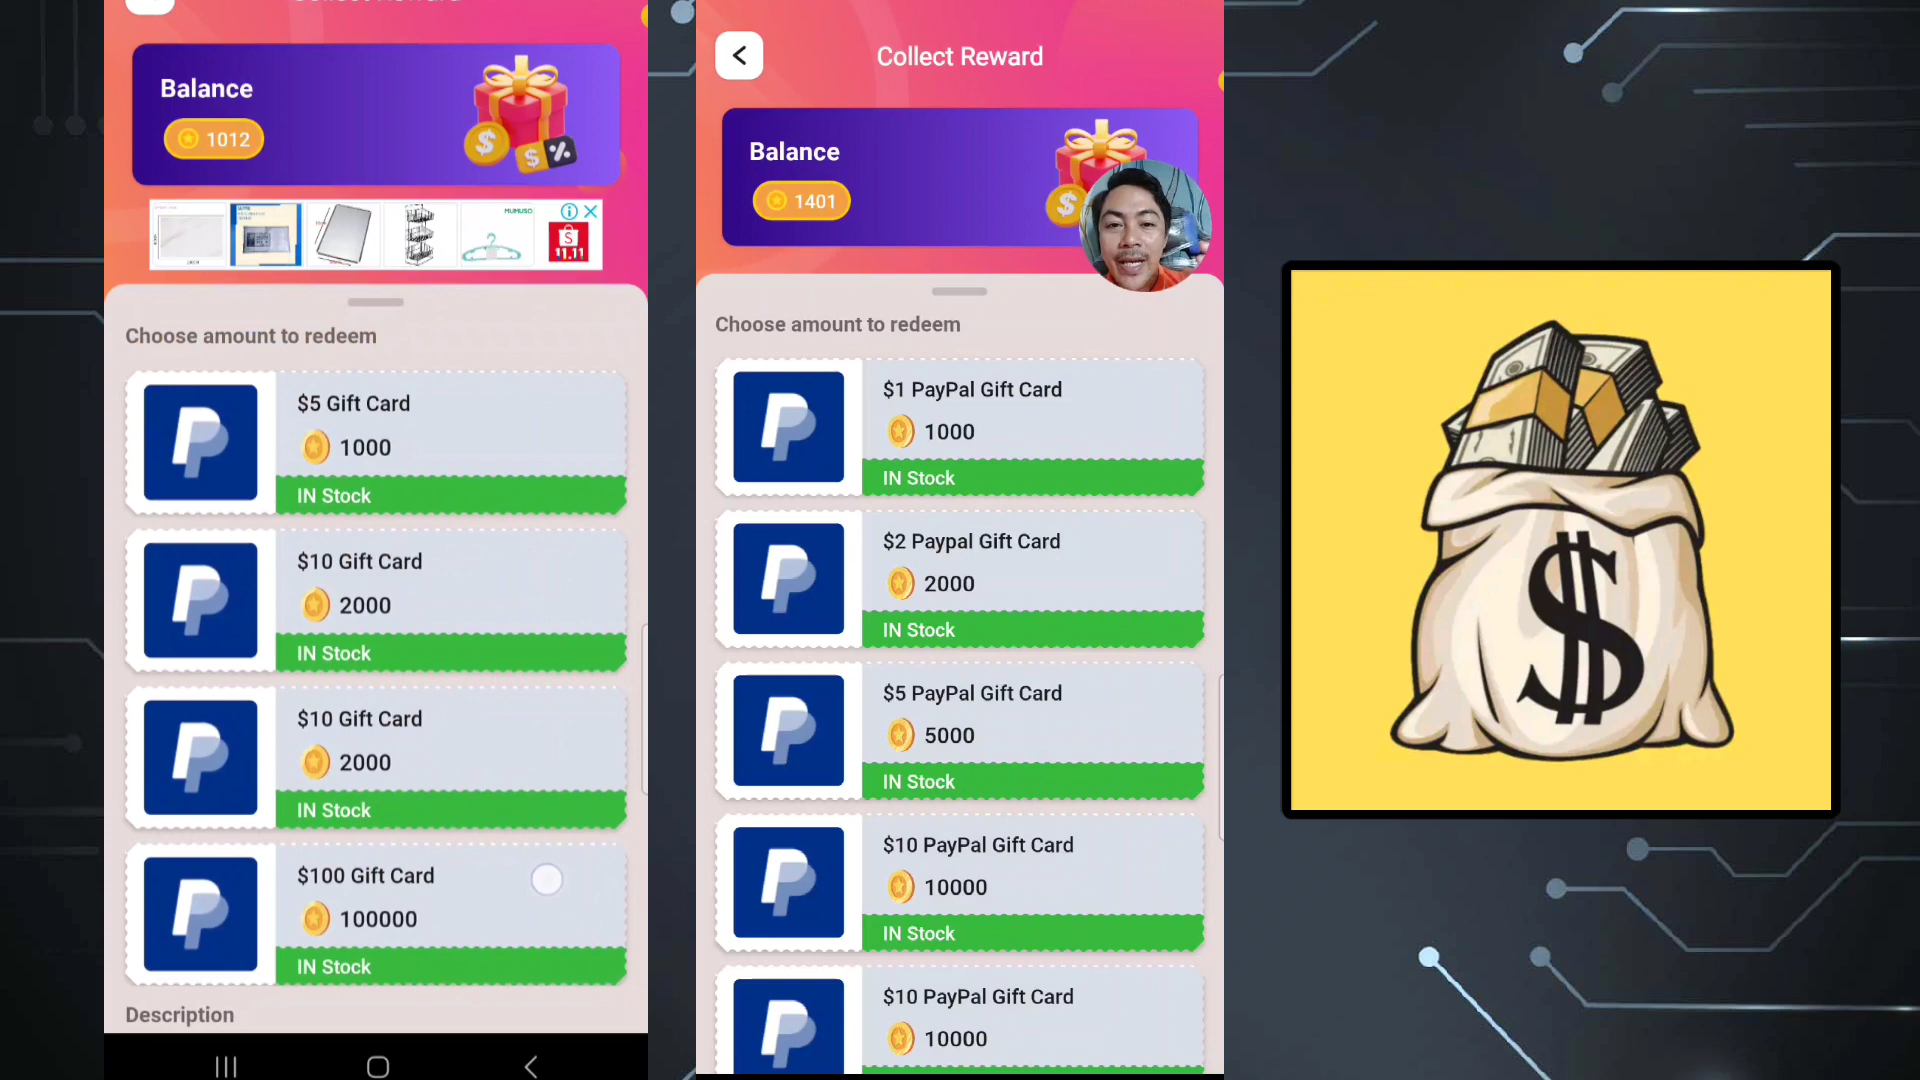 Balance
1012
MUMUSO
11.11
Choose amount to redeem
$5 Gift Card
1000
IN Stock
$10 Gift Card
2000
IN Stock
$10 Gift Card
2000
IN Stock
$100 Gift Card
100000
IN Stock
Description
Collect Reward
Balance
1401
Choose amount to redeem
$1 PayPal Gift Card
1000
IN Stock
$2 Paypal Gift Card
2000
IN Stock
$5 PayPal Gift Card
5000
IN Stock
$10 PayPal Gift Card
10000
IN Stock
$10 PayPal Gift Card
10000